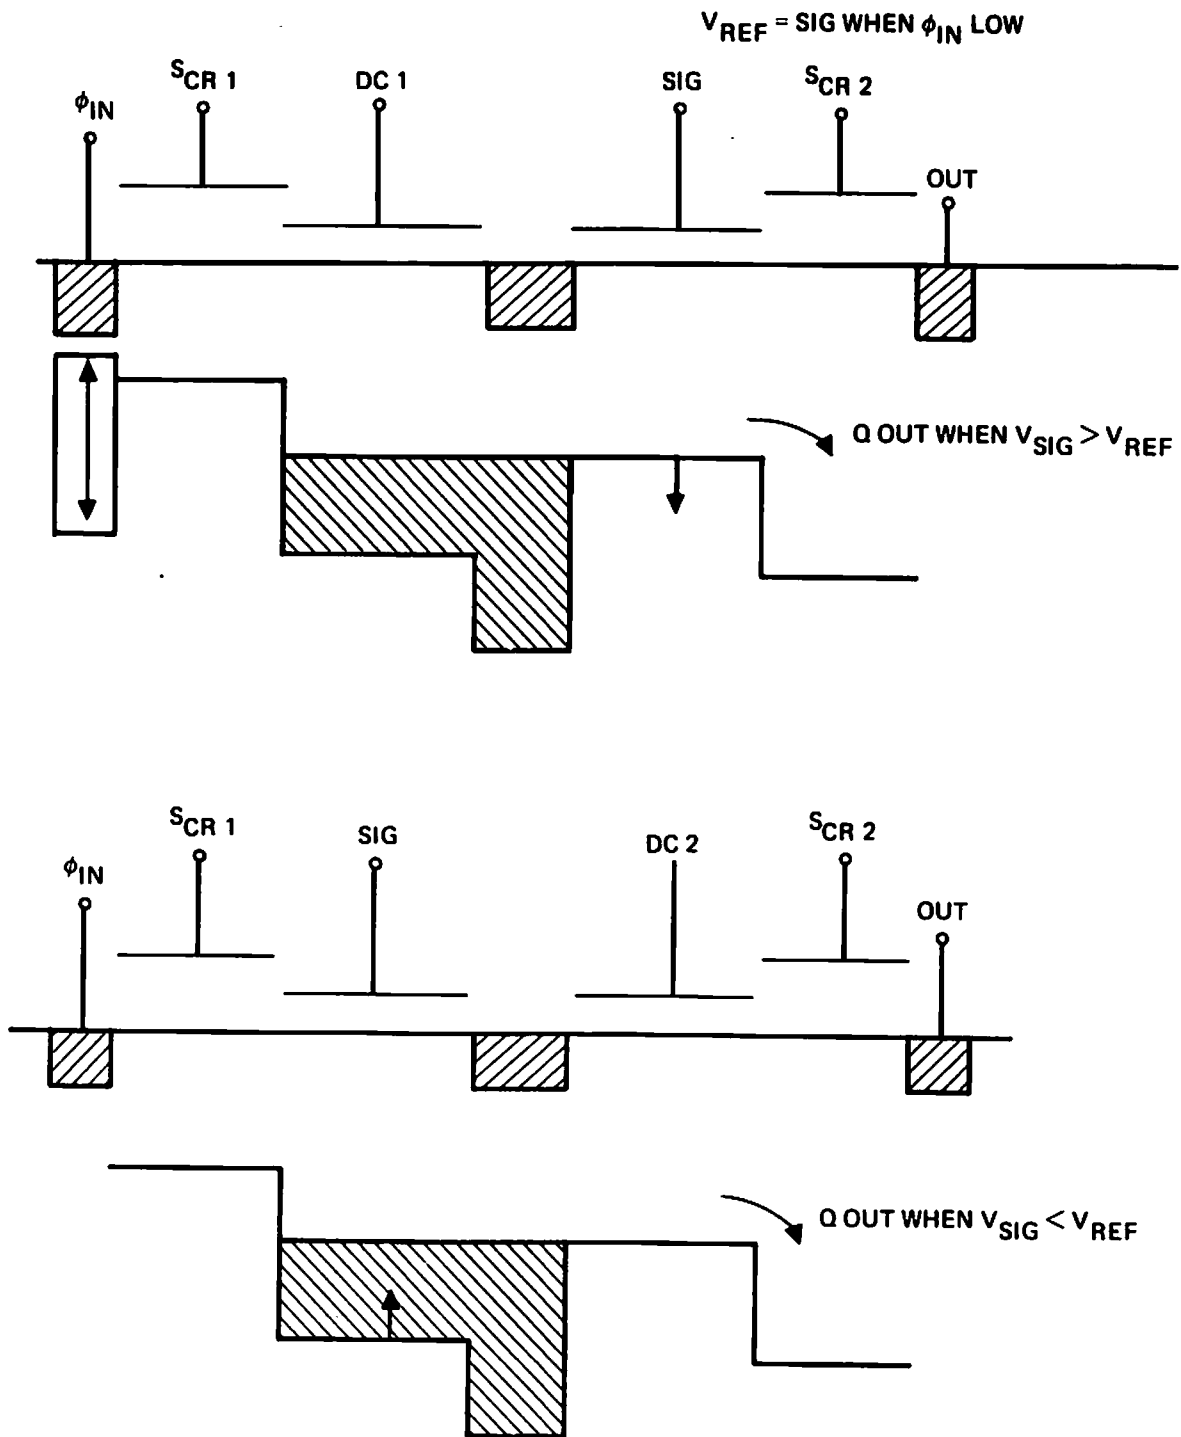 V_REF = SIG WHEN ϕ_IN LOW
S_CR 1
DC 1
SIG
S_CR 2
ϕ_IN
OUT
Q OUT WHEN V_SIG > V_REF
S_CR 1
SIG
DC 2
S_CR 2
ϕ_IN
OUT
Q OUT WHEN V_SIG < V_REF